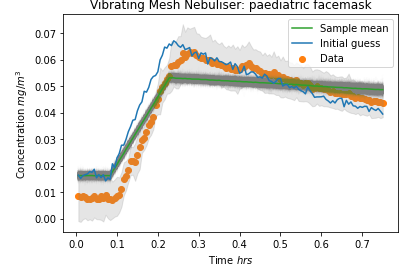 Vibrating Mesh Nebuliser: paediatric facemask
Sample mean
Initial guess
Data
Concentration mg/m³
0.07
0.06
0.05
0.04
0.03
0.02
0.01
0.00
0.0 0.1 0.2 0.3 0.4 0.5 0.6 0.7
Time hrs